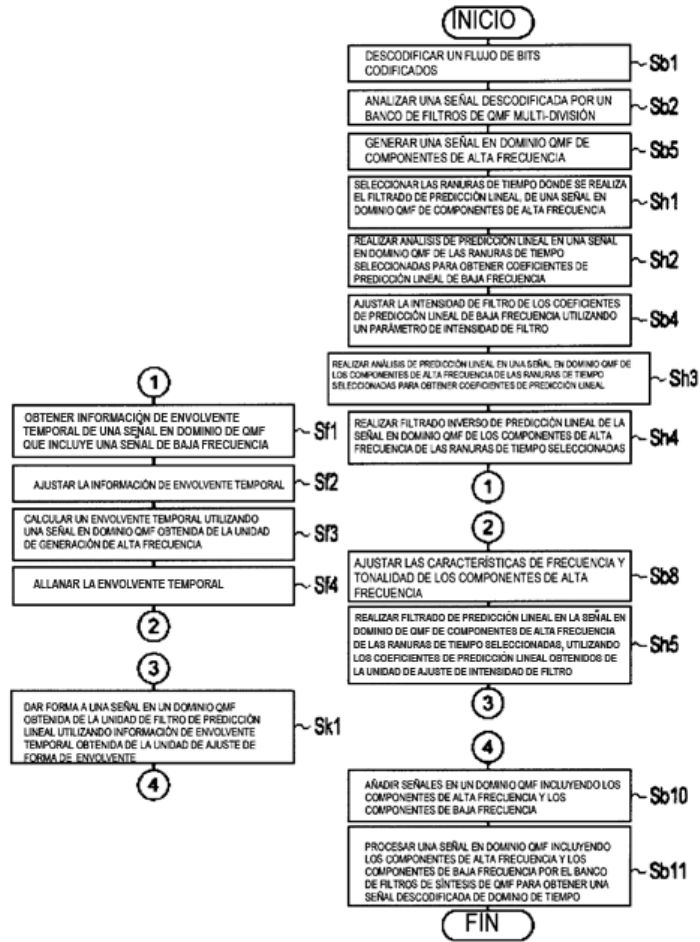 INICIO
DESCODIFICAR UN FLUJO DE BITS
CODIFICADOS
Sb1
ANALIZAR UNA SEÑAL DESCODIFICADA POR UN
BANCO DE FILTROS DE QMF MULTI-DIVISIÓN
Sb2
GENERAR UNA SEÑAL EN DOMINIO QMF DE
COMPONENTES DE ALTA FRECUENCIA
Sb5
SELECCIONAR LAS RANURAS DE TIEMPO DONDE SE REALIZA
EL FILTRADO DE PREDICCIÓN LINEAL, DE UNA SEÑAL EN
DOMINIO QMF DE COMPONENTES DE ALTA FRECUENCIA
Sh1
REALIZAR ANÁLISIS DE PREDICCIÓN LINEAL EN UNA SEÑAL
EN DOMINIO QMF DE LAS RANURAS DE TIEMPO
SELECCIONADAS PARA OBTENER COEFICIENTES DE
PREDICCIÓN LINEAL DE BAJA FRECUENCIA
Sh2
AJUSTAR LA INTENSIDAD DE FILTRO DE LOS COEFICIENTES
DE PREDICCIÓN LINEAL DE BAJA FRECUENCIA UTILIZANDO
UN PARÁMETRO DE INTENSIDAD DE FILTRO
Sb4
REALIZAR ANÁLISIS DE PREDICCIÓN LINEAL EN UNA SEÑAL EN DOMINIO QMF DE
LOS COMPONENTES DE ALTA FRECUENCIA DE LAS RANURAS DE TIEMPO
SELECCIONADAS PARA OBTENER COEFICIENTES DE PREDICCIÓN LINEAL
Sh3
REALIZAR FILTRADO INVERSO DE PREDICCIÓN LINEAL DE LA
SEÑAL EN DOMINIO QMF DE LOS COMPONENTES DE ALTA
FRECUENCIA DE LAS RANURAS DE TIEMPO SELECCIONADAS
Sh4
1
1
OBTENER INFORMACIÓN DE ENVOLVENTE
TEMPORAL DE UNA SEÑAL EN DOMINIO DE QMF
QUE INCLUYE UNA SEÑAL DE BAJA FRECUENCIA
Sf1
AJUSTAR LA INFORMACIÓN DE ENVOLVENTE TEMPORAL
Sf2
CALCULAR UN ENVOLVENTE TEMPORAL UTILIZANDO
UNA SEÑAL EN DOMINIO QMF OBTENIDA DE LA UNIDAD
DE GENERACIÓN DE ALTA FRECUENCIA
Sf3
ALLANAR LA ENVOLVENTE TEMPORAL
Sf4
2
2
AJUSTAR LAS CARACTERÍSTICAS DE FRECUENCIA Y
TONALIDAD DE LOS COMPONENTES DE ALTA
FRECUENCIA
Sb8
REALIZAR FILTRADO DE PREDICCIÓN LINEAL EN LA SEÑAL EN
DOMINIO DE QMF DE COMPONENTES DE ALTA FRECUENCIA
DE LAS RANURAS DE TIEMPO SELECCIONADAS, UTILIZANDO
LOS COEFICIENTES DE PREDICCIÓN LINEAL OBTENIDOS DE
LA UNIDAD DE AJUSTE DE INTENSIDAD DE FILTRO
Sh5
3
3
DAR FORMA A UNA SEÑAL EN UN DOMINIO QMF
OBTENIDA DE LA UNIDAD DE FILTRO DE PREDICCIÓN
LINEAL UTILIZANDO INFORMACIÓN DE ENVOLVENTE
TEMPORAL OBTENIDA DE LA UNIDAD DE AJUSTE DE
FORMA DE ENVOLVENTE
Sk1
4
4
AÑADIR SEÑALES EN UN DOMINIO QMF INCLUYENDO LOS
COMPONENTES DE ALTA FRECUENCIA Y LOS
COMPONENTES DE BAJA FRECUENCIA
Sb10
PROCESAR UNA SEÑAL EN DOMINIO QMF INCLUYENDO
LOS COMPONENTES DE ALTA FRECUENCIA Y LOS
COMPONENTES DE BAJA FRECUENCIA POR EL BANCO
DE FILTROS DE SÍNTESIS DE QMF PARA OBTENER UNA
SEÑAL DESCODIFICADA DE DOMINIO DE TIEMPO
Sb11
FIN